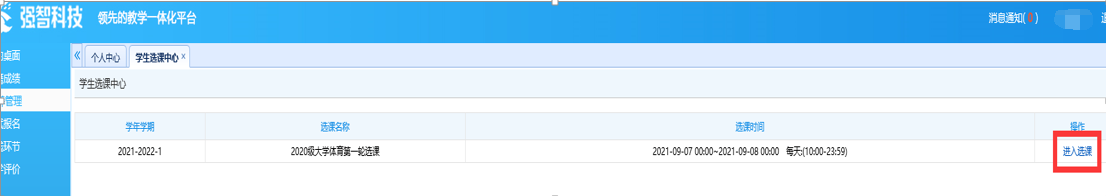 强智科技 领先的教学一体化平台 消息通知(0)
桌面
成绩
管理
报名
环节
评价
个人中心 学生选课中心
学生选课中心
学年学期 选课名称 选课时间 操作
2021-2022-1 2020级大学体育第一轮选课 2021-09-07 00:00~2021-09-08 00:00 每天:(10:00-23:59) 进入选课